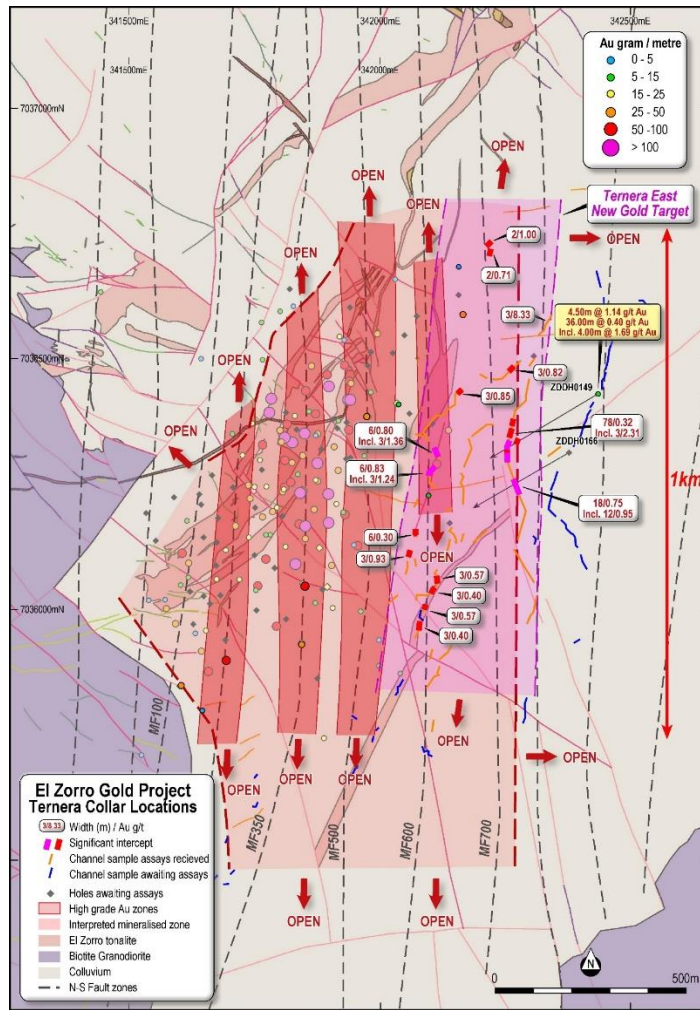 341500mE
342000mE
342500mE
341500mE
342000mE
Au gram / metre
0 - 5
5 - 15
15 - 25
25 - 50
50 -100
> 100
7037000mN
OPEN
OPEN
OPEN
OPEN
Ternera East
New Gold Target
OPEN
2/1.00
2/0.71
OPEN
3/8.33
4.50m @ 1.14 g/t Au
36.00m @ 0.40 g/t Au
Incl. 4.00m @ 1.69 g/t Au
7036500mN
3/0.82
ZDDH0149
OPEN
3/0.85
6/0.80
Incl. 3/1.36
78/0.32
Incl. 3/2.31
ZDDH0166
OPEN
6/0.83
Incl. 3/1.24
1km
18/0.75
Incl. 12/0.95
6/0.30
OPEN
3/0.93
3/0.57
3/0.40
7036000mN
3/0.57
3/0.40
MF100
OPEN
OPEN
OPEN
OPEN
OPEN
OPEN
MF350
MF500
MF600
MF700
El Zorro Gold Project
Ternera Collar Locations
3/8.33 Width (m) / Au g/t
Significant intercept
Channel sample assays recieved
Channel sample awaiting assays
Holes awaiting assays
High grade Au zones
Interpreted mineralised zone
El Zorro tonalite
Biotite Granodiorite
Colluvium
N-S Fault zones
OPEN
OPEN
N
0
500m